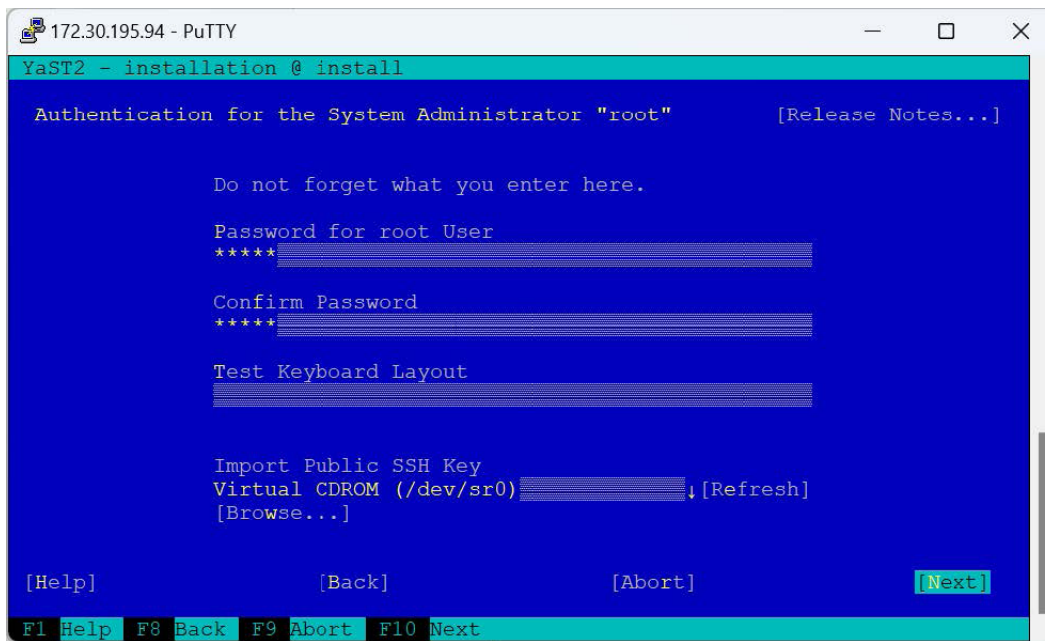 172.30.195.94 - PuTTY
YaST2 - installation @ install
Authentication for the System Administrator "root" [Release Notes...]
Do not forget what you enter here.
Password for root User
*****
Confirm Password
*****
Test Keyboard Layout
Import Public SSH Key
Virtual CDROM (/dev/sr0) ↓[Refresh]
[Browse...]
[Help] [Back] [Abort] [Next]
F1 Help F8 Back F9 Abort F10 Next